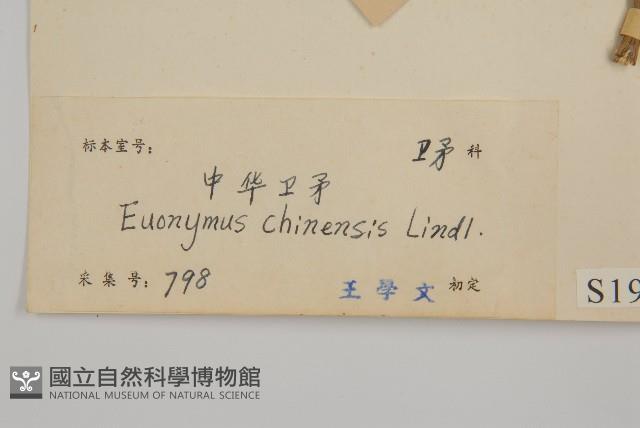 标本室号： 卫矛 科
中华卫矛
Euonymus chinensis Lindl.
采集号：798 王學文 初定
S19
國立自然科學博物館
NATIONAL MUSEUM OF NATURAL SCIENCE